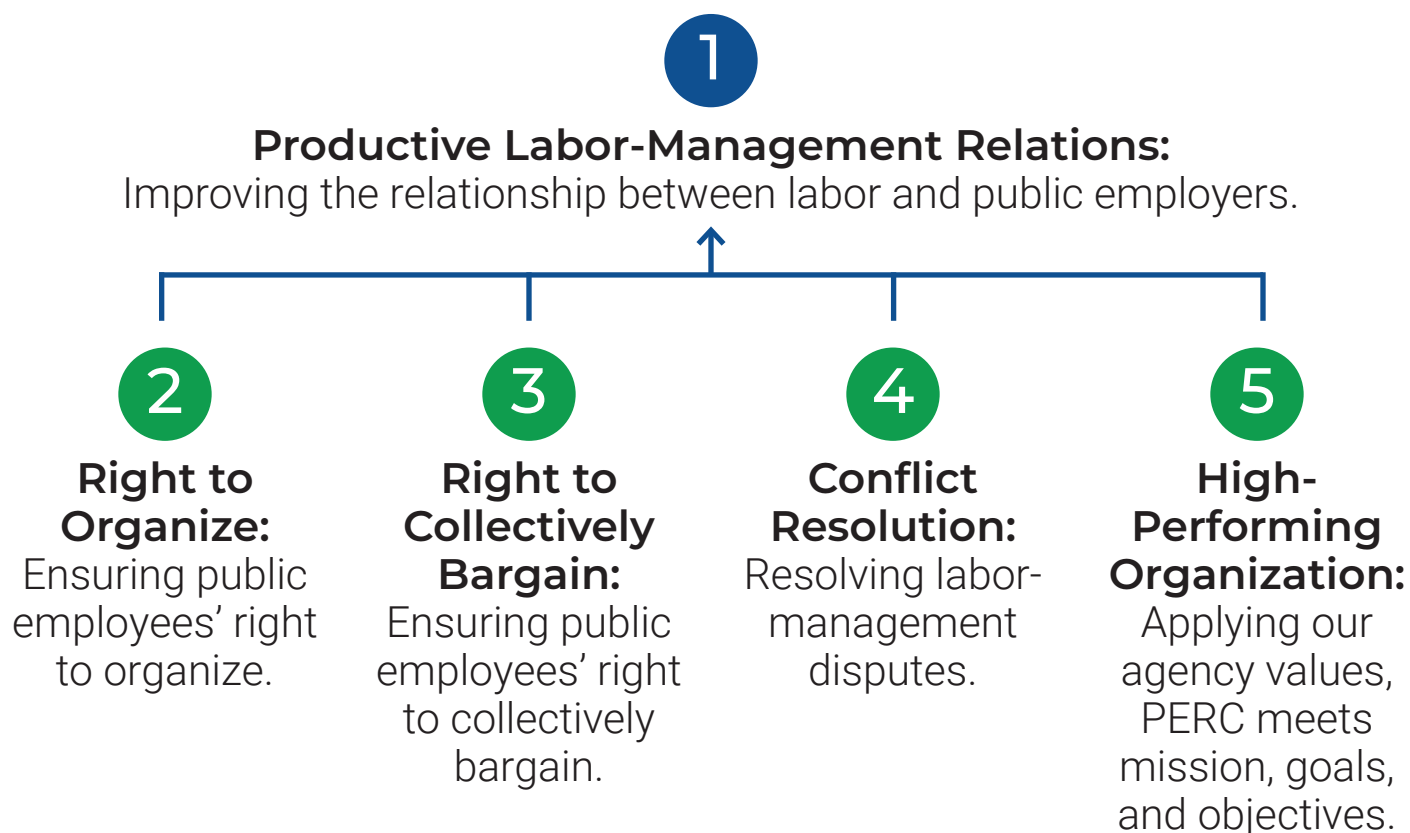 1
Productive Labor-Management Relations:
Improving the relationship between labor and public employers.
2
Right to
Organize:
Ensuring public
employees’ right
to organize.
3
Right to
Collectively
Bargain:
Ensuring public
employees’ right
to collectively
bargain.
4
Conflict
Resolution:
Resolving labor-
management
disputes.
5
High-
Performing
Organization:
Applying our
agency values,
PERC meets
mission, goals,
and objectives.